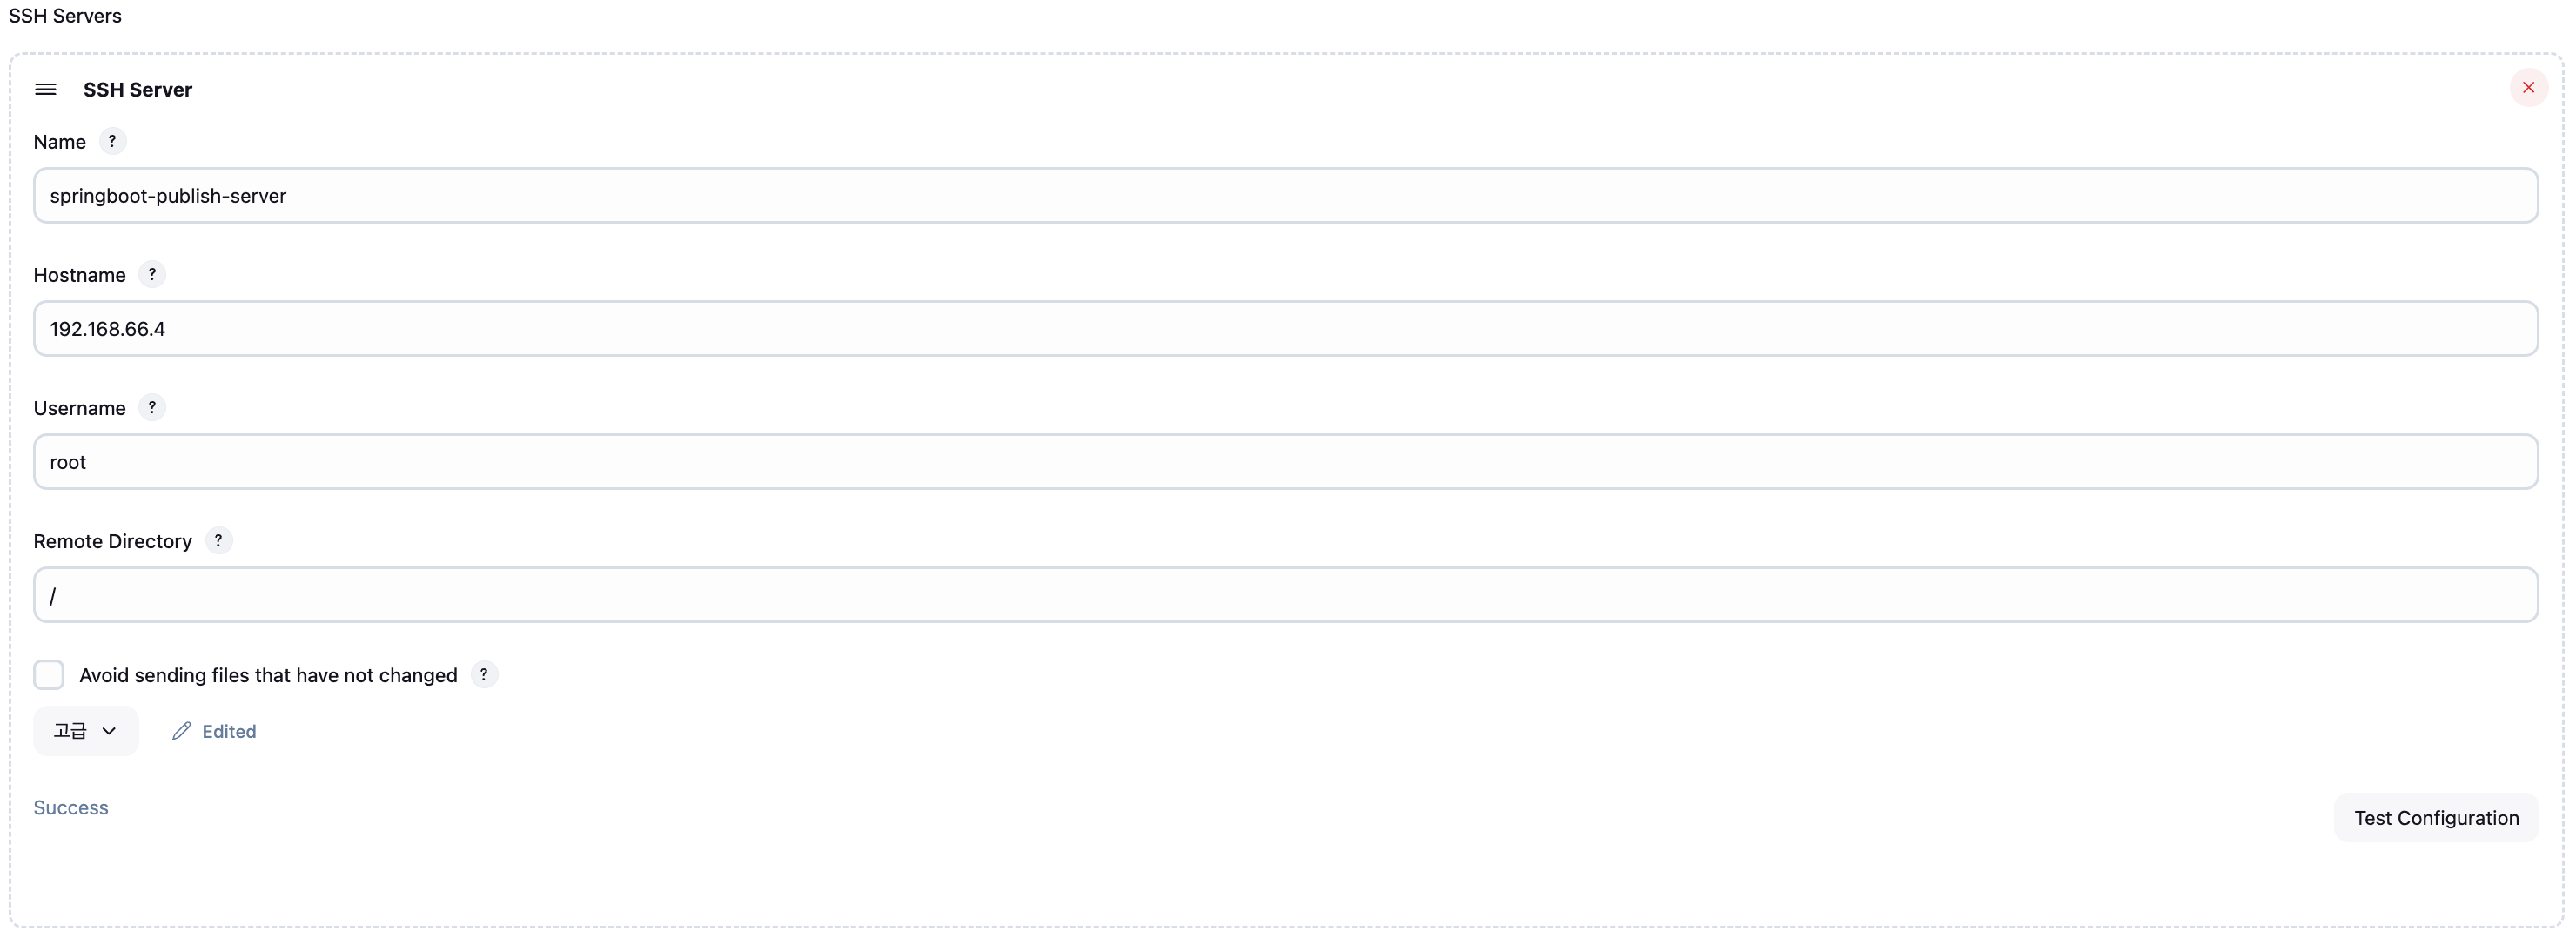 SSH Servers
SSH Server
Name ?
springboot-publish-server
Hostname ?
192.168.66.4
Username ?
root
Remote Directory ?
/
Avoid sending files that have not changed ?
고급
Edited
Success
Test Configuration